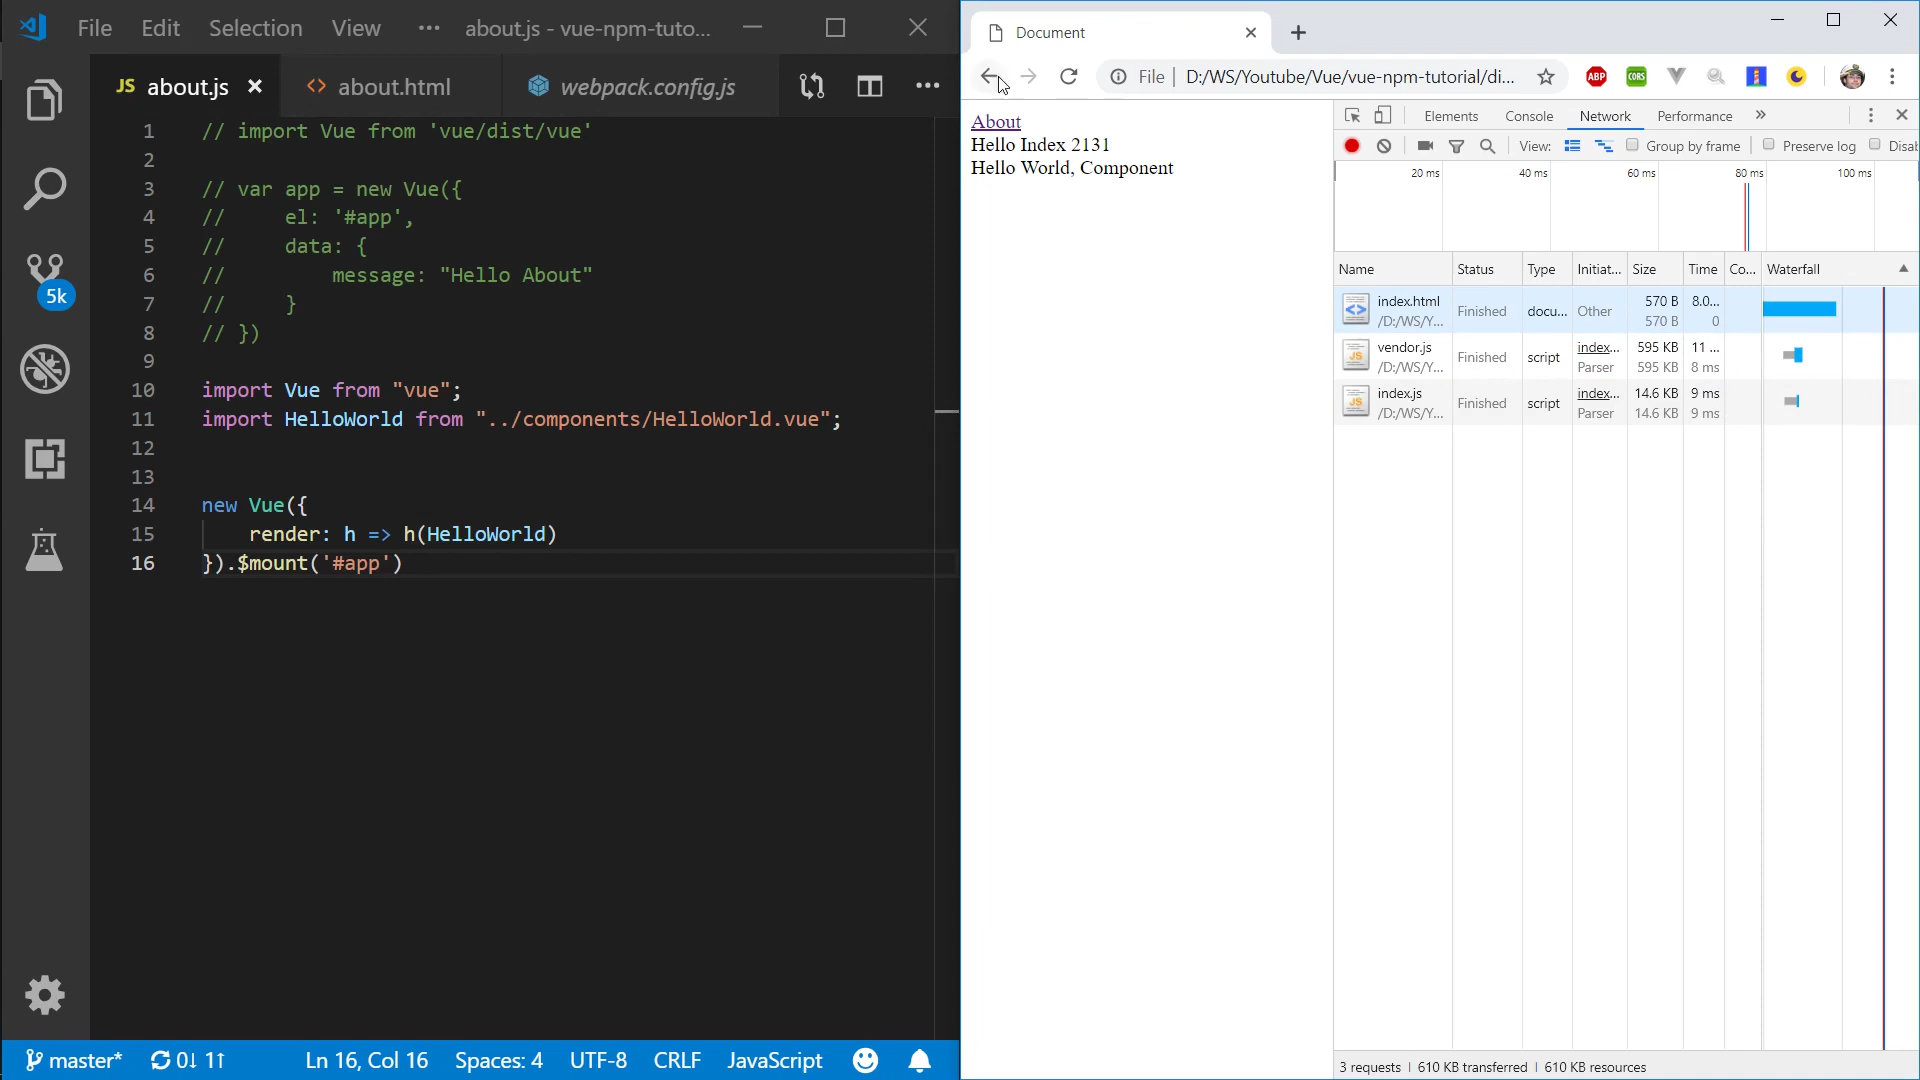 File Edit Selection View ··· about.js - vue-npm-tuto...
JS about.js about.html webpack.config.js
5k
1 // import Vue from 'vue/dist/vue'
2
3 // var app = new Vue({
4 //     el: '#app',
5 //     data: {
6 //         message: "Hello About"
7 //     }
8 // })
9
10 import Vue from "vue";
11 import HelloWorld from "../components/HelloWorld.vue";
12
13
14 new Vue({
15     render: h => h(HelloWorld)
16 }).$mount('#app')
master* 0↓ 1↑ Ln 16, Col 16 Spaces: 4 UTF-8 CRLF JavaScript
Document
File | D:/WS/Youtube/Vue/vue-npm-tutorial/di... ABP CORS
About
Hello Index 2131
Hello World, Component
Elements Console Network Performance »
View: Group by frame Preserve log Disab
20 ms 40 ms 60 ms 80 ms 100 ms
Name Status Type Initiat... Size Time Co... Waterfall
index.html Finished docu... Other 570 B 8.0...
/D:/WS/Y... 570 B 0
vendor.js Finished script index... 595 KB 11 ...
/D:/WS/Y... Parser 595 KB 8 ms
index.js Finished script index... 14.6 KB 9 ms
/D:/WS/Y... Parser 14.6 KB 9 ms
3 requests | 610 KB transferred | 610 KB resources